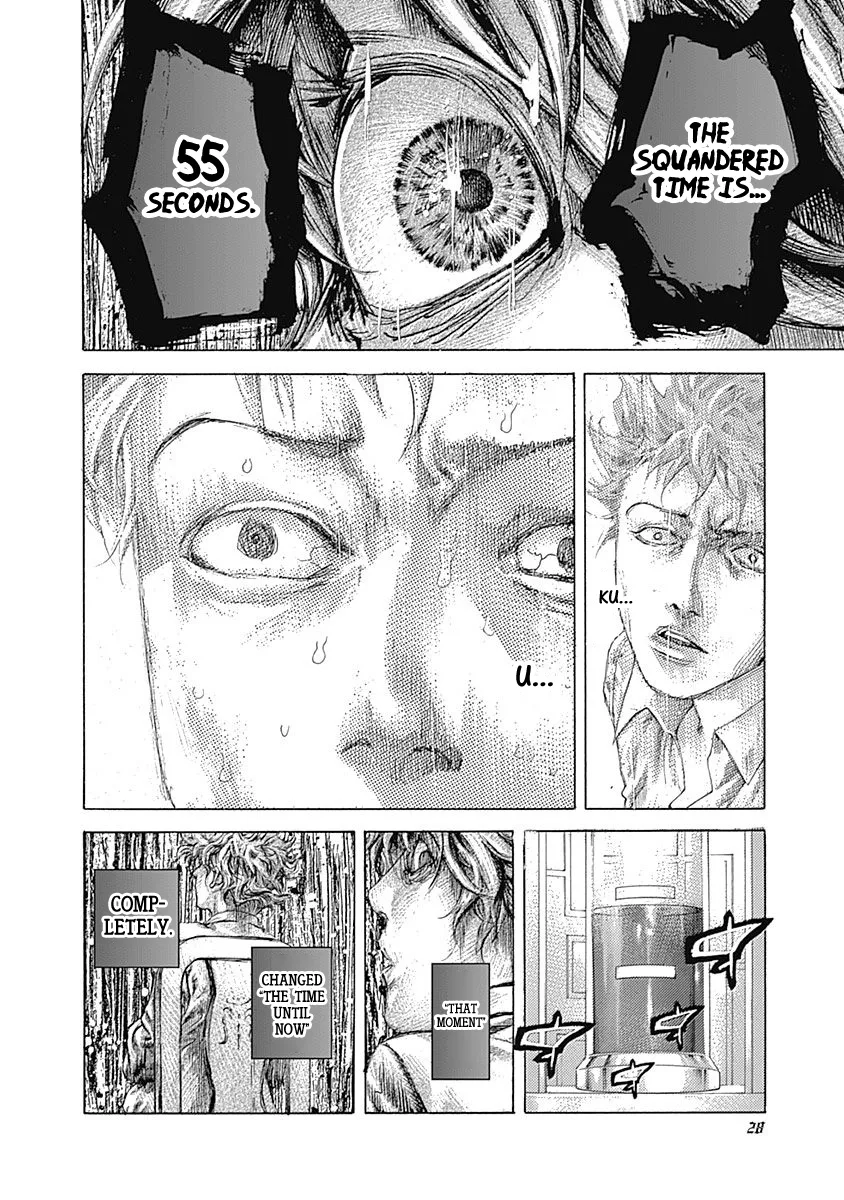 THE
SQUANDERED
TIME IS...
55
SECONDS.
KU...
U...
"THAT
MOMENT"
CHANGED
"THE TIME
UNTIL
NOW"
COMP-
LETELY.
28